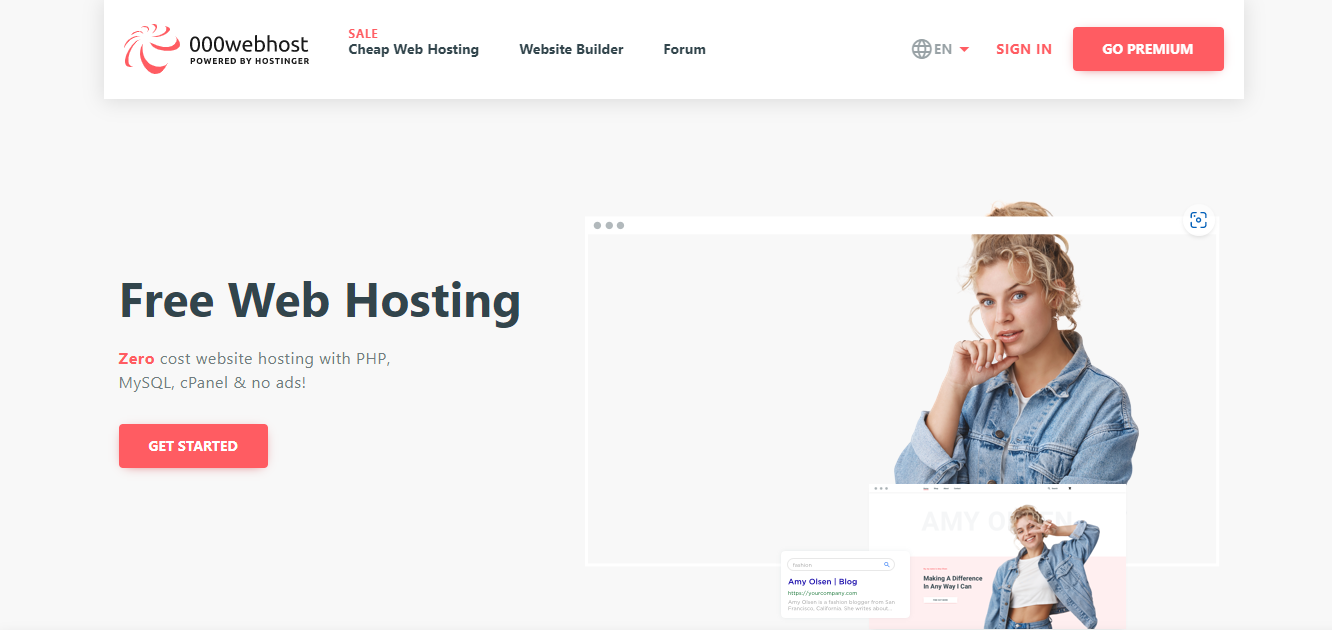 000webhost
POWERED BY HOSTINGER
SALE
Cheap Web Hosting
Website Builder
Forum
EN
SIGN IN
GO PREMIUM
Free Web Hosting
Zero cost website hosting with PHP,
MySQL, cPanel & no ads!
GET STARTED
AMY OLSEN
Making A Difference
In Any Way I Can
fashion
Amy Olsen | Blog
https://yourcompany.com
Amy Olsen is a fashion blogger from San
Francisco, California. She writes about...